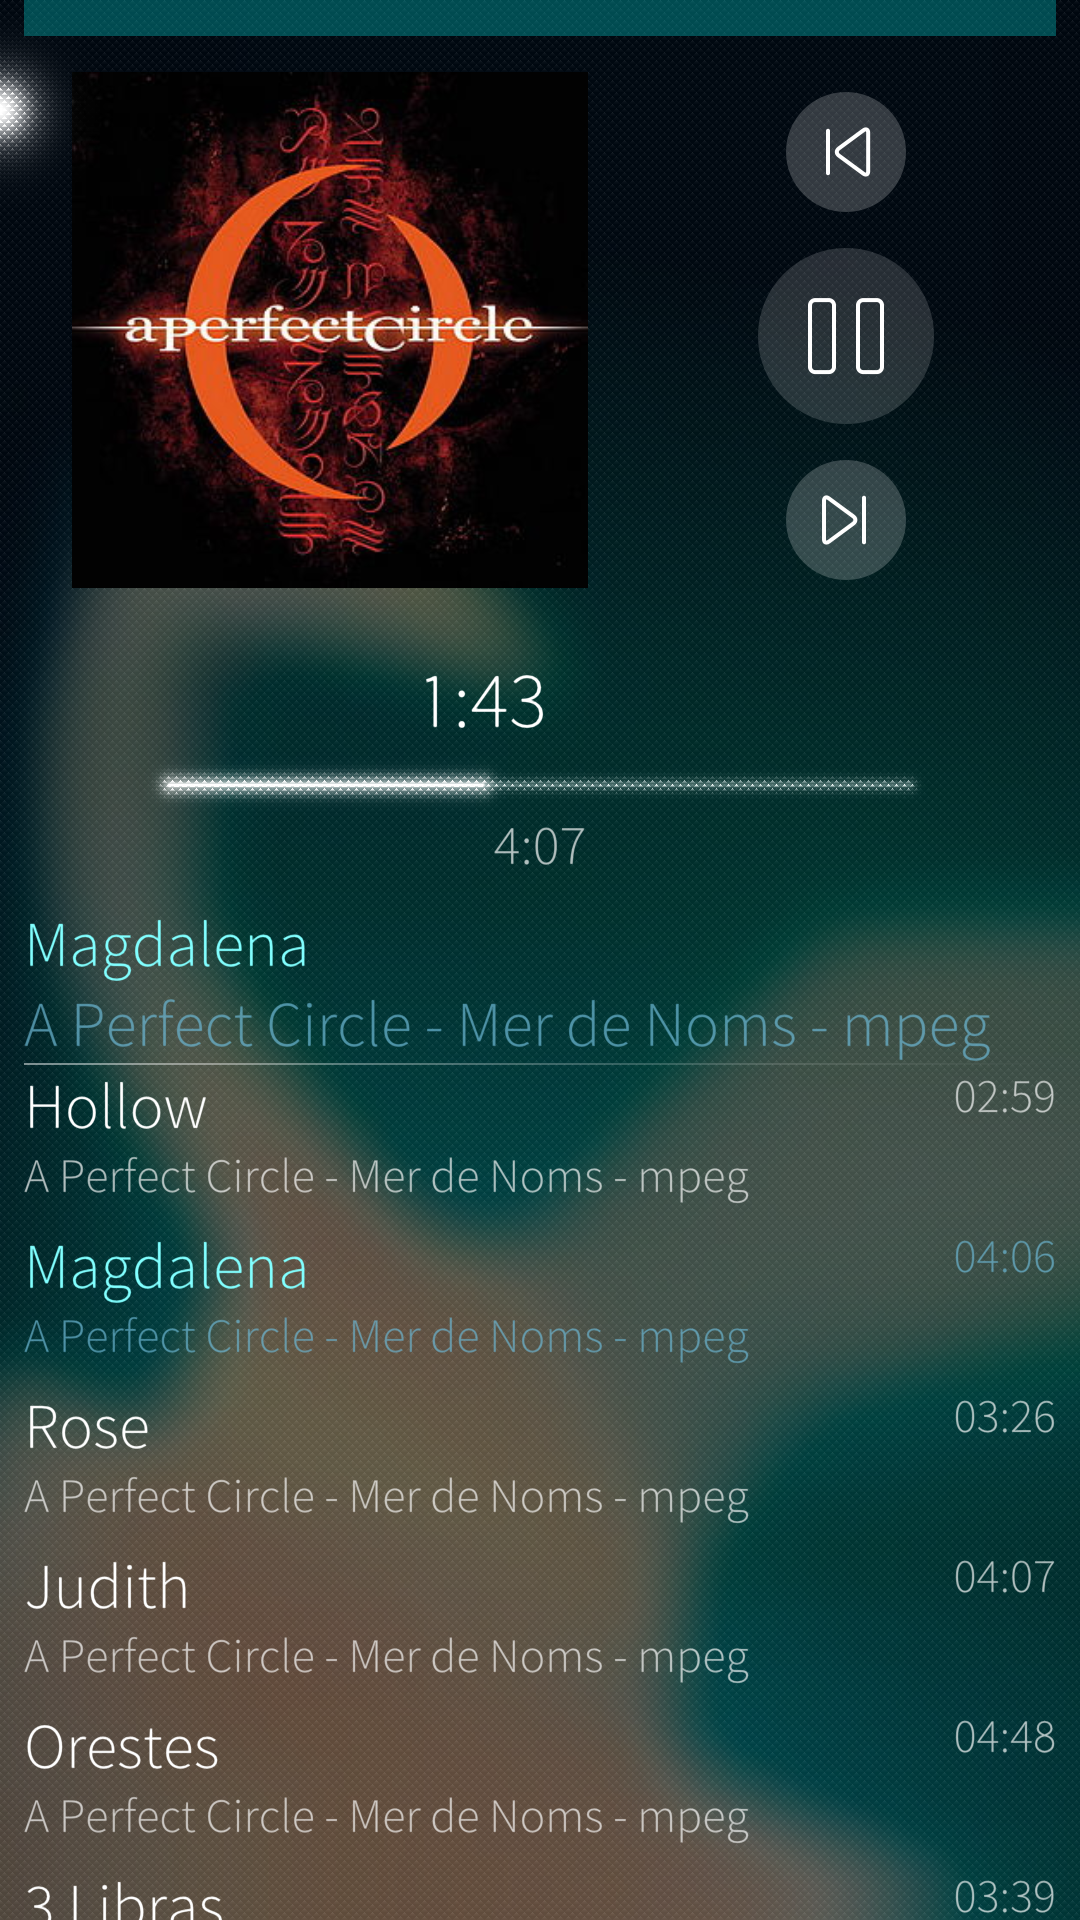 aperfectcircle
1:43
4:07
Magdalena
A Perfect Circle - Mer de Noms - mpeg
Hollow 02:59
A Perfect Circle - Mer de Noms - mpeg
Magdalena 04:06
A Perfect Circle - Mer de Noms - mpeg
Rose 03:26
A Perfect Circle - Mer de Noms - mpeg
Judith 04:07
A Perfect Circle - Mer de Noms - mpeg
Orestes 04:48
A Perfect Circle - Mer de Noms - mpeg
3 Libras 03:39